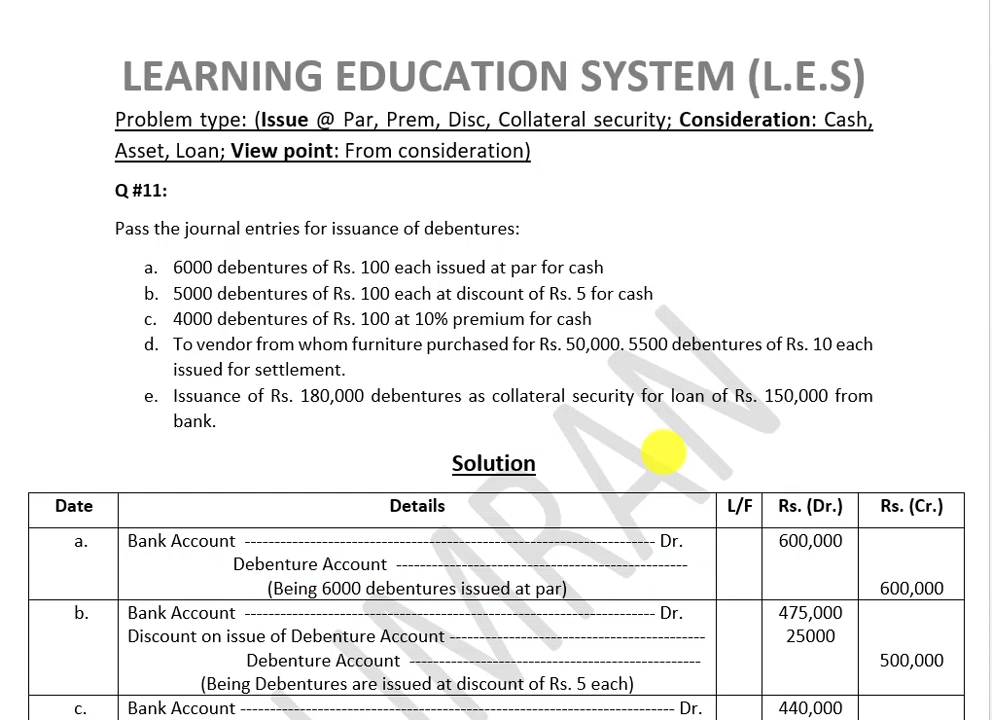 LEARNING EDUCATION SYSTEM (L.E.S)
Problem type: (Issue @ Par, Prem, Disc, Collateral security; Consideration: Cash,
Asset, Loan; View point: From consideration)
Q #11:
Pass the journal entries for issuance of debentures:
a. 6000 debentures of Rs. 100 each issued at par for cash
b. 5000 debentures of Rs. 100 each at discount of Rs. 5 for cash
c. 4000 debentures of Rs. 100 at 10% premium for cash
d. To vendor from whom furniture purchased for Rs. 50,000. 5500 debentures of Rs. 10 each
issued for settlement.
e. Issuance of Rs. 180,000 debentures as collateral security for loan of Rs. 150,000 from
bank.
IMRAN
Solution
Date Details L/F Rs. (Dr.) Rs. (Cr.)
a. Bank Account ------------------------------------------------------------------------ Dr. 600,000
Debenture Account --------------------------------------------------
(Being 6000 debentures issued at par) 600,000
b. Bank Account ------------------------------------------------------------------------ Dr. 475,000
Discount on issue of Debenture Account -------------------------------------------- 25000
Debenture Account -------------------------------------------------- 500,000
(Being Debentures are issued at discount of Rs. 5 each)
c. Bank Account -------------------------------------------------------------------------- Dr. 440,000